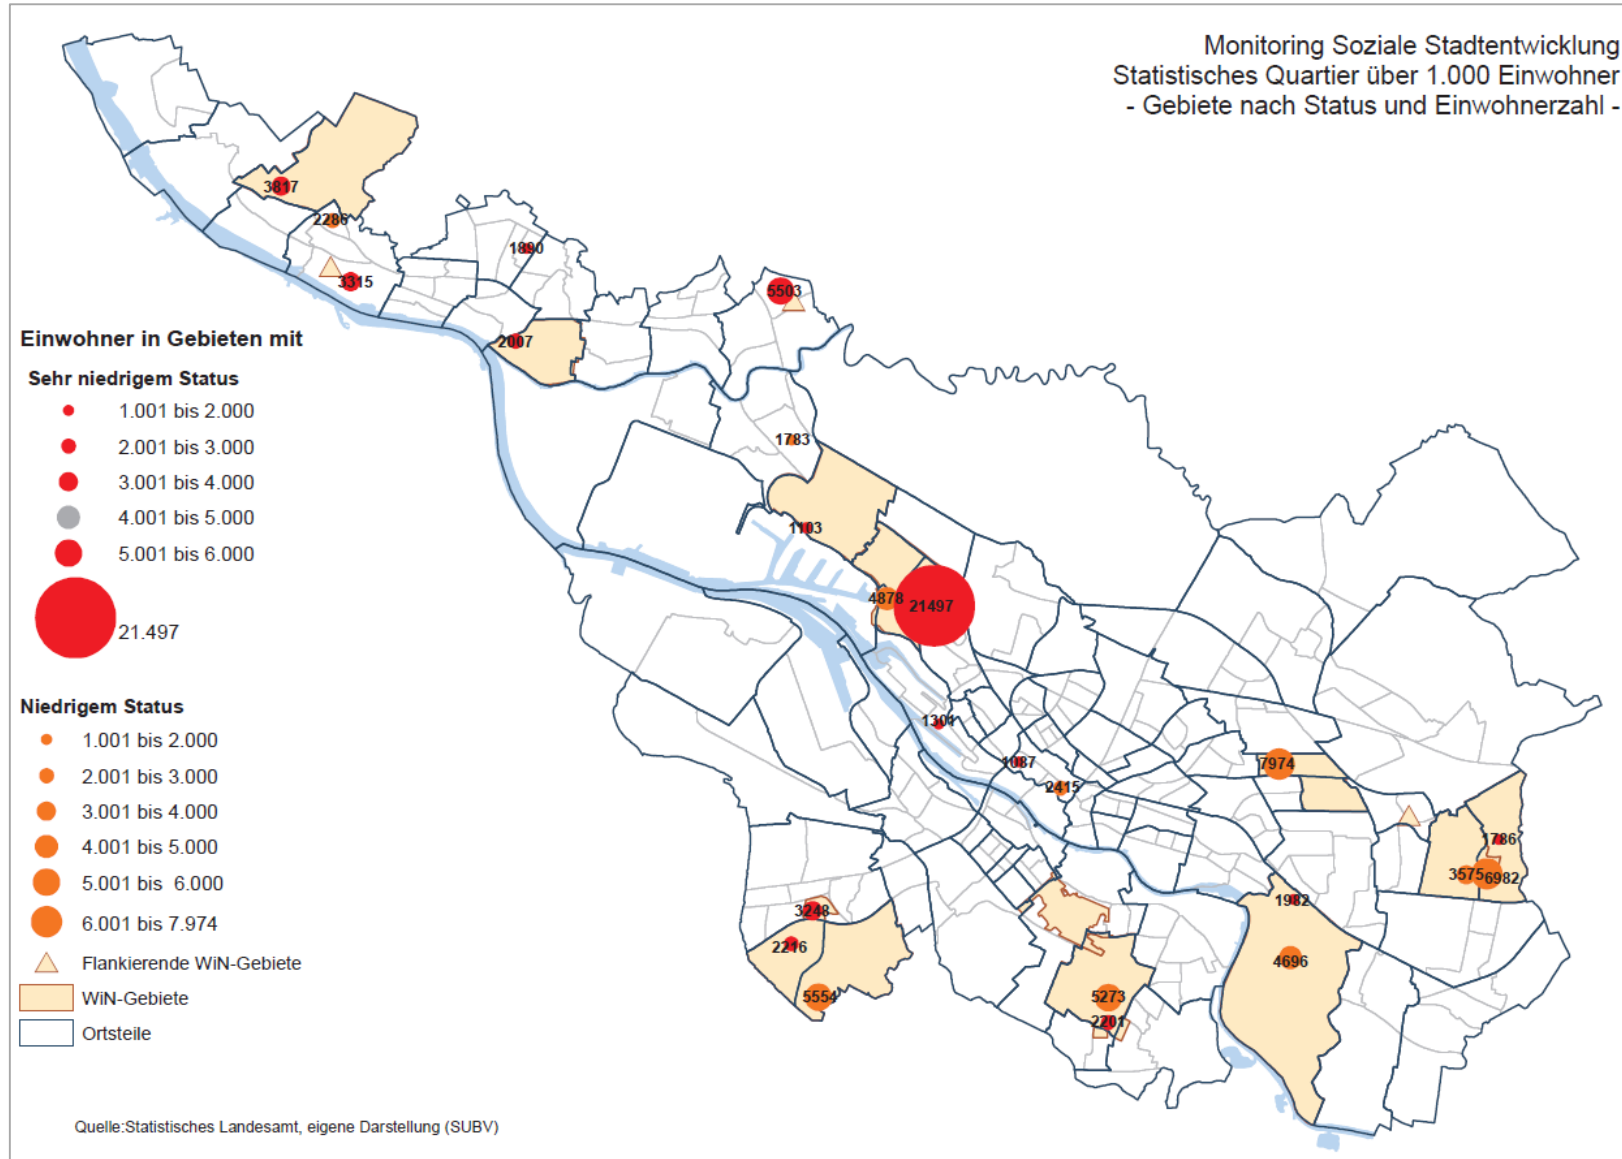 Monitoring Soziale Stadtentwicklung
Statistisches Quartier über 1.000 Einwohner
- Gebiete nach Status und Einwohnerzahl -
3817
2286
1890
3315
5503
2007
1783
1103
4878
21497
1301
1087
2415
7974
1786
3575
6982
1982
3248
2216
4696
5554
5273
2201
Einwohner in Gebieten mit
Sehr niedrigem Status
1.001 bis 2.000
2.001 bis 3.000
3.001 bis 4.000
4.001 bis 5.000
5.001 bis 6.000
21.497
Niedrigem Status
1.001 bis 2.000
2.001 bis 3.000
3.001 bis 4.000
4.001 bis 5.000
5.001 bis 6.000
6.001 bis 7.974
Flankierende WiN-Gebiete
WiN-Gebiete
Ortsteile
Quelle:Statistisches Landesamt, eigene Darstellung (SUBV)